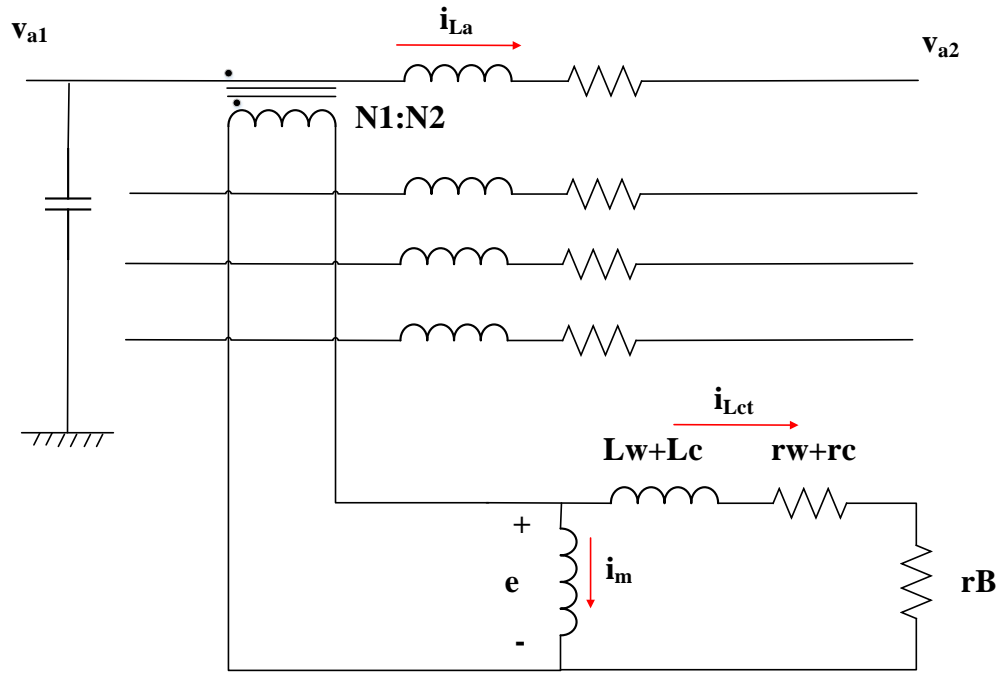 v_a1
i_La
v_a2
N1:N2
i_Lct
Lw+Lc
rw+rc
+
e
i_m
-
rB